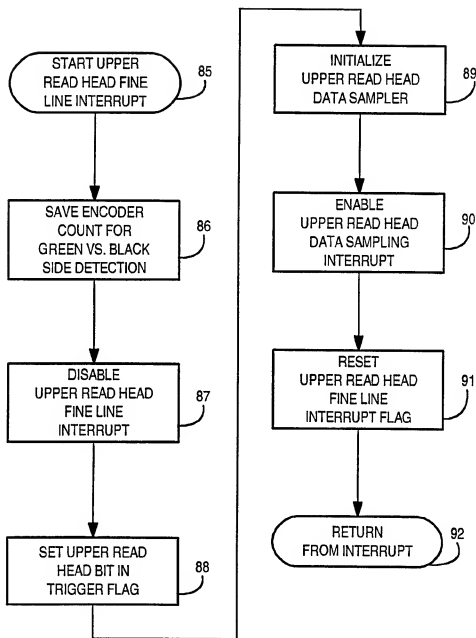 START UPPER
READ HEAD FINE
LINE INTERRUPT
85
SAVE ENCODER
COUNT FOR
GREEN VS. BLACK
SIDE DETECTION
86
DISABLE
UPPER READ HEAD
FINE LINE
INTERRUPT
87
SET UPPER READ
HEAD BIT IN
TRIGGER FLAG
88
INITIALIZE
UPPER READ HEAD
DATA SAMPLER
89
ENABLE
UPPER READ HEAD
DATA SAMPLING
INTERRUPT
90
RESET
UPPER READ HEAD
FINE LINE
INTERRUPT FLAG
91
RETURN
FROM INTERRUPT
92